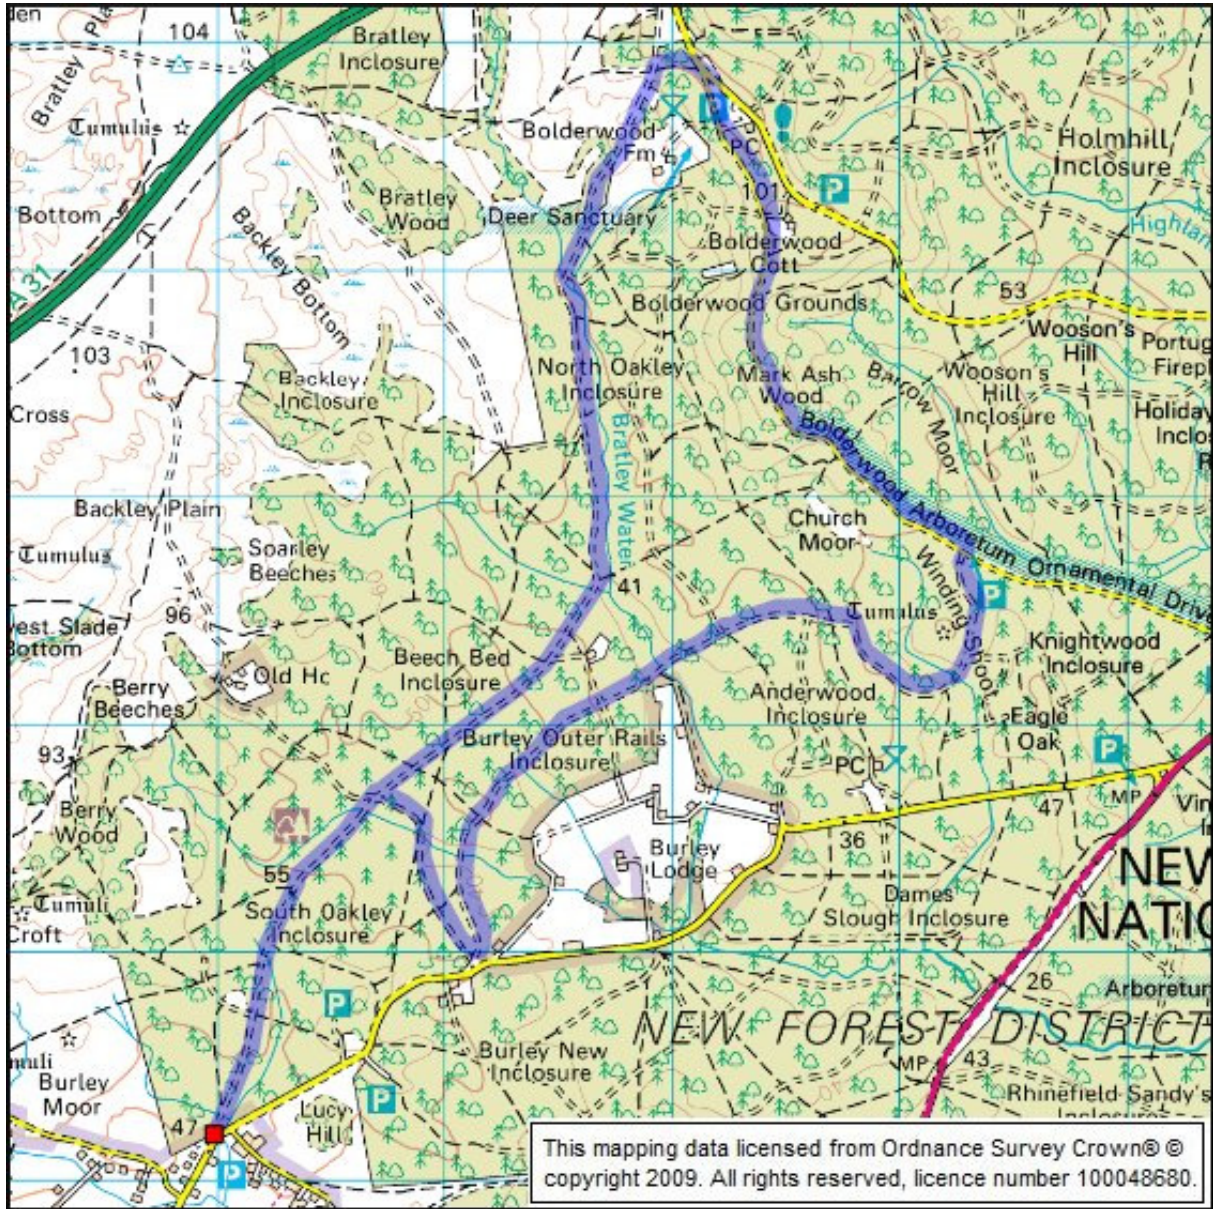 104
Bratley
Inclosure
Bratley
Tumulus
Bolderwood
Fm
P
PC
Holmhill
Inclosure
101
P
Bottom
Bratley
Wood
Deer Sanctuary
Backley Bottom
Bolderwood
Cott
A 31
53
Bolderwood Grounds
Wooson's
Hill
103
North Oakley
Inclosure
Backley
Inclosure
Mark Ash
Wood
Barrow Moor
Wooson's
Hill
Inclosure
Cross
Bratley Water
Bolderwood Arboretum Ornamental Drive
Backley Plain
Church
Moor
Tumulus
Soarley
Beeches
41
Winding Shoot
P
96
Tumulus
Bottom
Knightwood
Inclosure
Beech Bed
Inclosure
Old Ho
Berry
Beeches
Anderwood
Inclosure
Eagle
Oak
Burley Outer Rails
Inclosure
P
93
PC
MP
47
Berry
Wood
36
Burley
Lodge
NEW
NATIO
55
Tumuli
Croft
South Oakley
Inclosure
Dames
Slough Inclosure
26
P
NEW FOREST DISTRICT
Burley New
Inclosure
MP
43
Burley
Moor
P
Rhinefield Sandy's
47
Lucy
Hill
P
This mapping data licensed from Ordnance Survey Crown® ©
copyright 2009. All rights reserved, licence number 100048680.